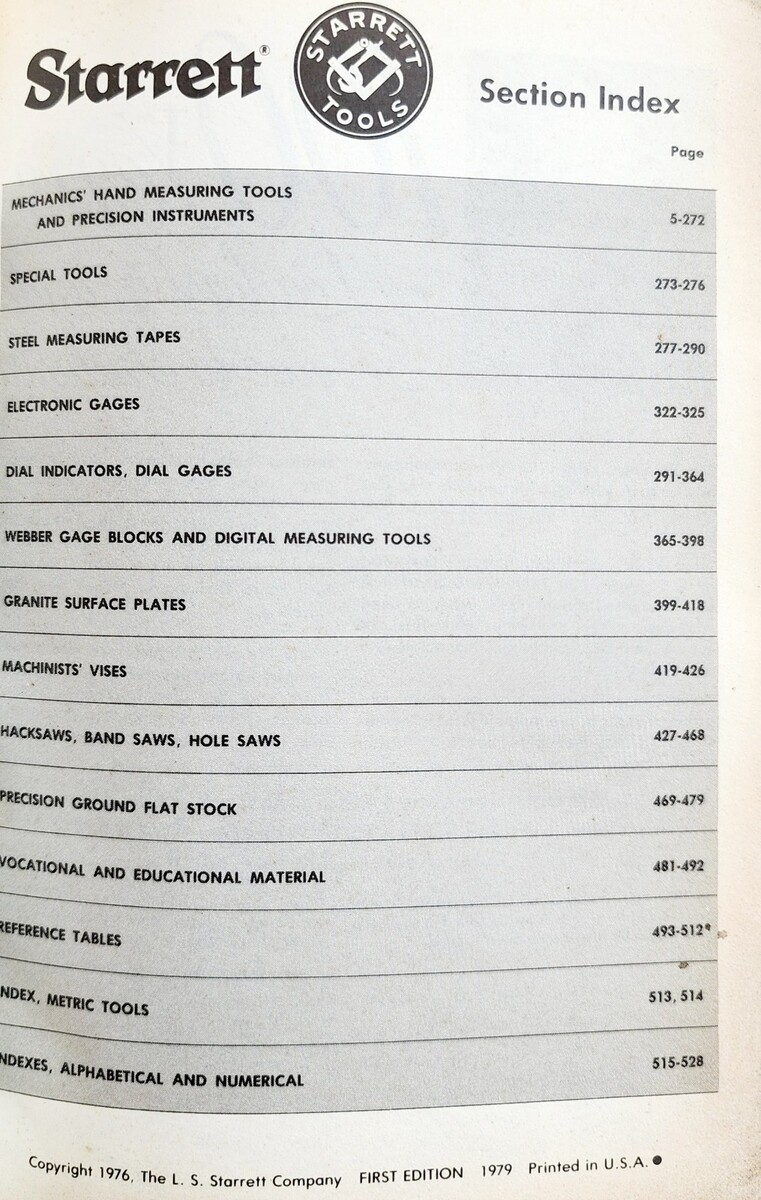 Starrett®
STARRETT TOOLS
Section Index
Page
MECHANICS' HAND MEASURING TOOLS
AND PRECISION INSTRUMENTS 5-272
SPECIAL TOOLS 273-276
STEEL MEASURING TAPES 277-290
ELECTRONIC GAGES 322-325
DIAL INDICATORS, DIAL GAGES 291-364
WEBBER GAGE BLOCKS AND DIGITAL MEASURING TOOLS 365-398
GRANITE SURFACE PLATES 399-418
MACHINISTS' VISES 419-426
HACKSAWS, BAND SAWS, HOLE SAWS 427-468
PRECISION GROUND FLAT STOCK 469-479
VOCATIONAL AND EDUCATIONAL MATERIAL 481-492
REFERENCE TABLES 493-512
NDEX, METRIC TOOLS 513, 514
NDEXES, ALPHABETICAL AND NUMERICAL 515-528
Copyright 1976, The L. S. Starrett Company FIRST EDITION 1979 Printed in U.S.A. ●